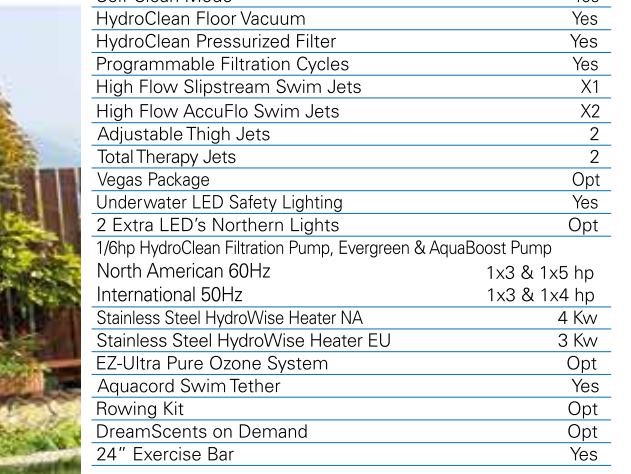 Self Clean Mode Yes
HydroClean Floor Vacuum Yes
HydroClean Pressurized Filter Yes
Programmable Filtration Cycles Yes
High Flow Slipstream Swim Jets X1
High Flow AccuFlo Swim Jets X2
Adjustable Thigh Jets 2
Total Therapy Jets 2
Vegas Package Opt
Underwater LED Safety Lighting Yes
2 Extra LED's Northern Lights Opt
1/6hp HydroClean Filtration Pump, Evergreen & AquaBoost Pump
North American 60Hz 1x3 & 1x5 hp
International 50Hz 1x3 & 1x4 hp
Stainless Steel HydroWise Heater NA 4 Kw
Stainless Steel HydroWise Heater EU 3 Kw
EZ-Ultra Pure Ozone System Opt
Aquacord Swim Tether Yes
Rowing Kit Opt
DreamScents on Demand Opt
24” Exercise Bar Yes